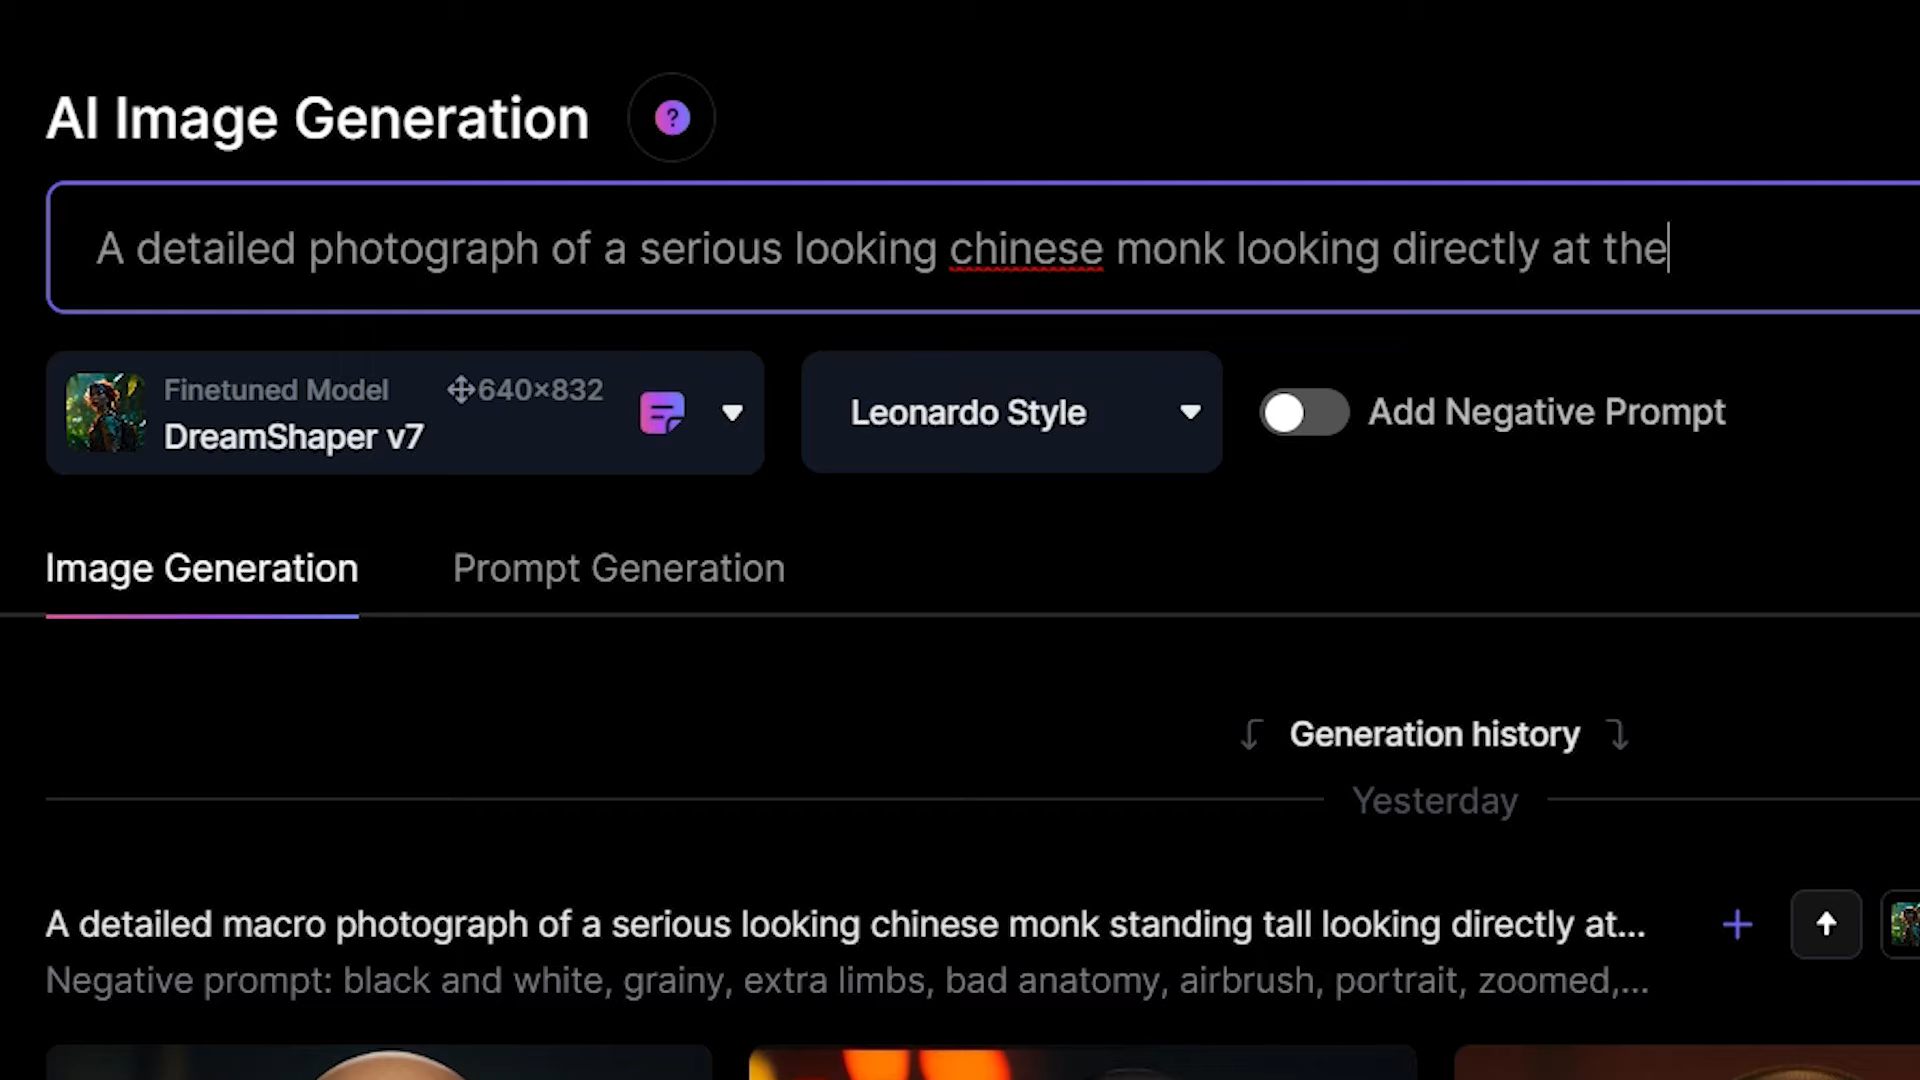 AI Image Generation ?
A detailed photograph of a serious looking chinese monk looking directly at the
Finetuned Model 640×832
DreamShaper v7
Leonardo Style
Add Negative Prompt
Image Generation Prompt Generation
Generation history
Yesterday
A detailed macro photograph of a serious looking chinese monk standing tall looking directly at...
Negative prompt: black and white, grainy, extra limbs, bad anatomy, airbrush, portrait, zoomed,...